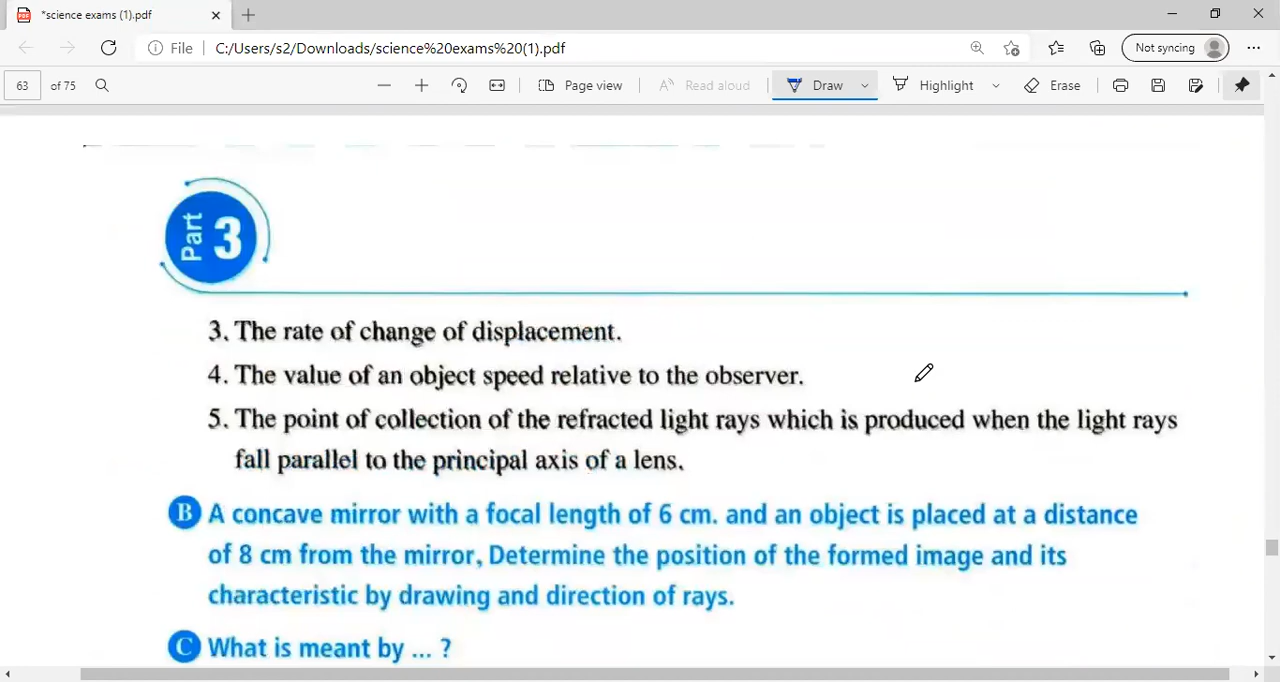 *science exams (1).pdf
File
C:/Users/s2/Downloads/science%20exams%20(1).pdf
Not syncing
63 of 75
Page view
Read aloud
Draw
Highlight
Erase
Part 3
3. The rate of change of displacement.
4. The value of an object speed relative to the observer.
5. The point of collection of the refracted light rays which is produced when the light rays
fall parallel to the principal axis of a lens.
B A concave mirror with a focal length of 6 cm. and an object is placed at a distance
of 8 cm from the mirror, Determine the position of the formed image and its
characteristic by drawing and direction of rays.
C What is meant by ... ?